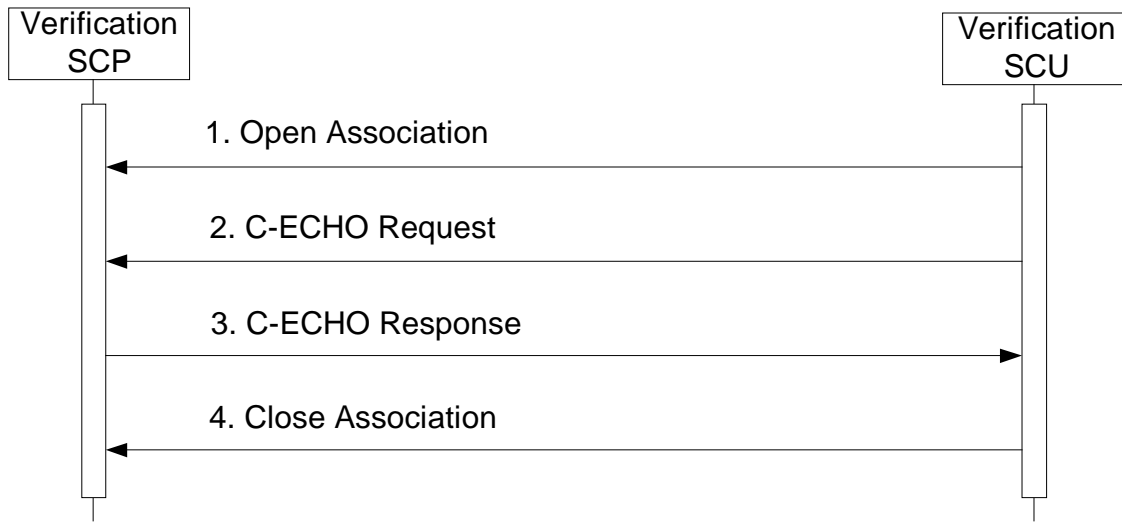 Verification
SCP
Verification
SCU
1. Open Association
2. C-ECHO Request
3. C-ECHO Response
4. Close Association